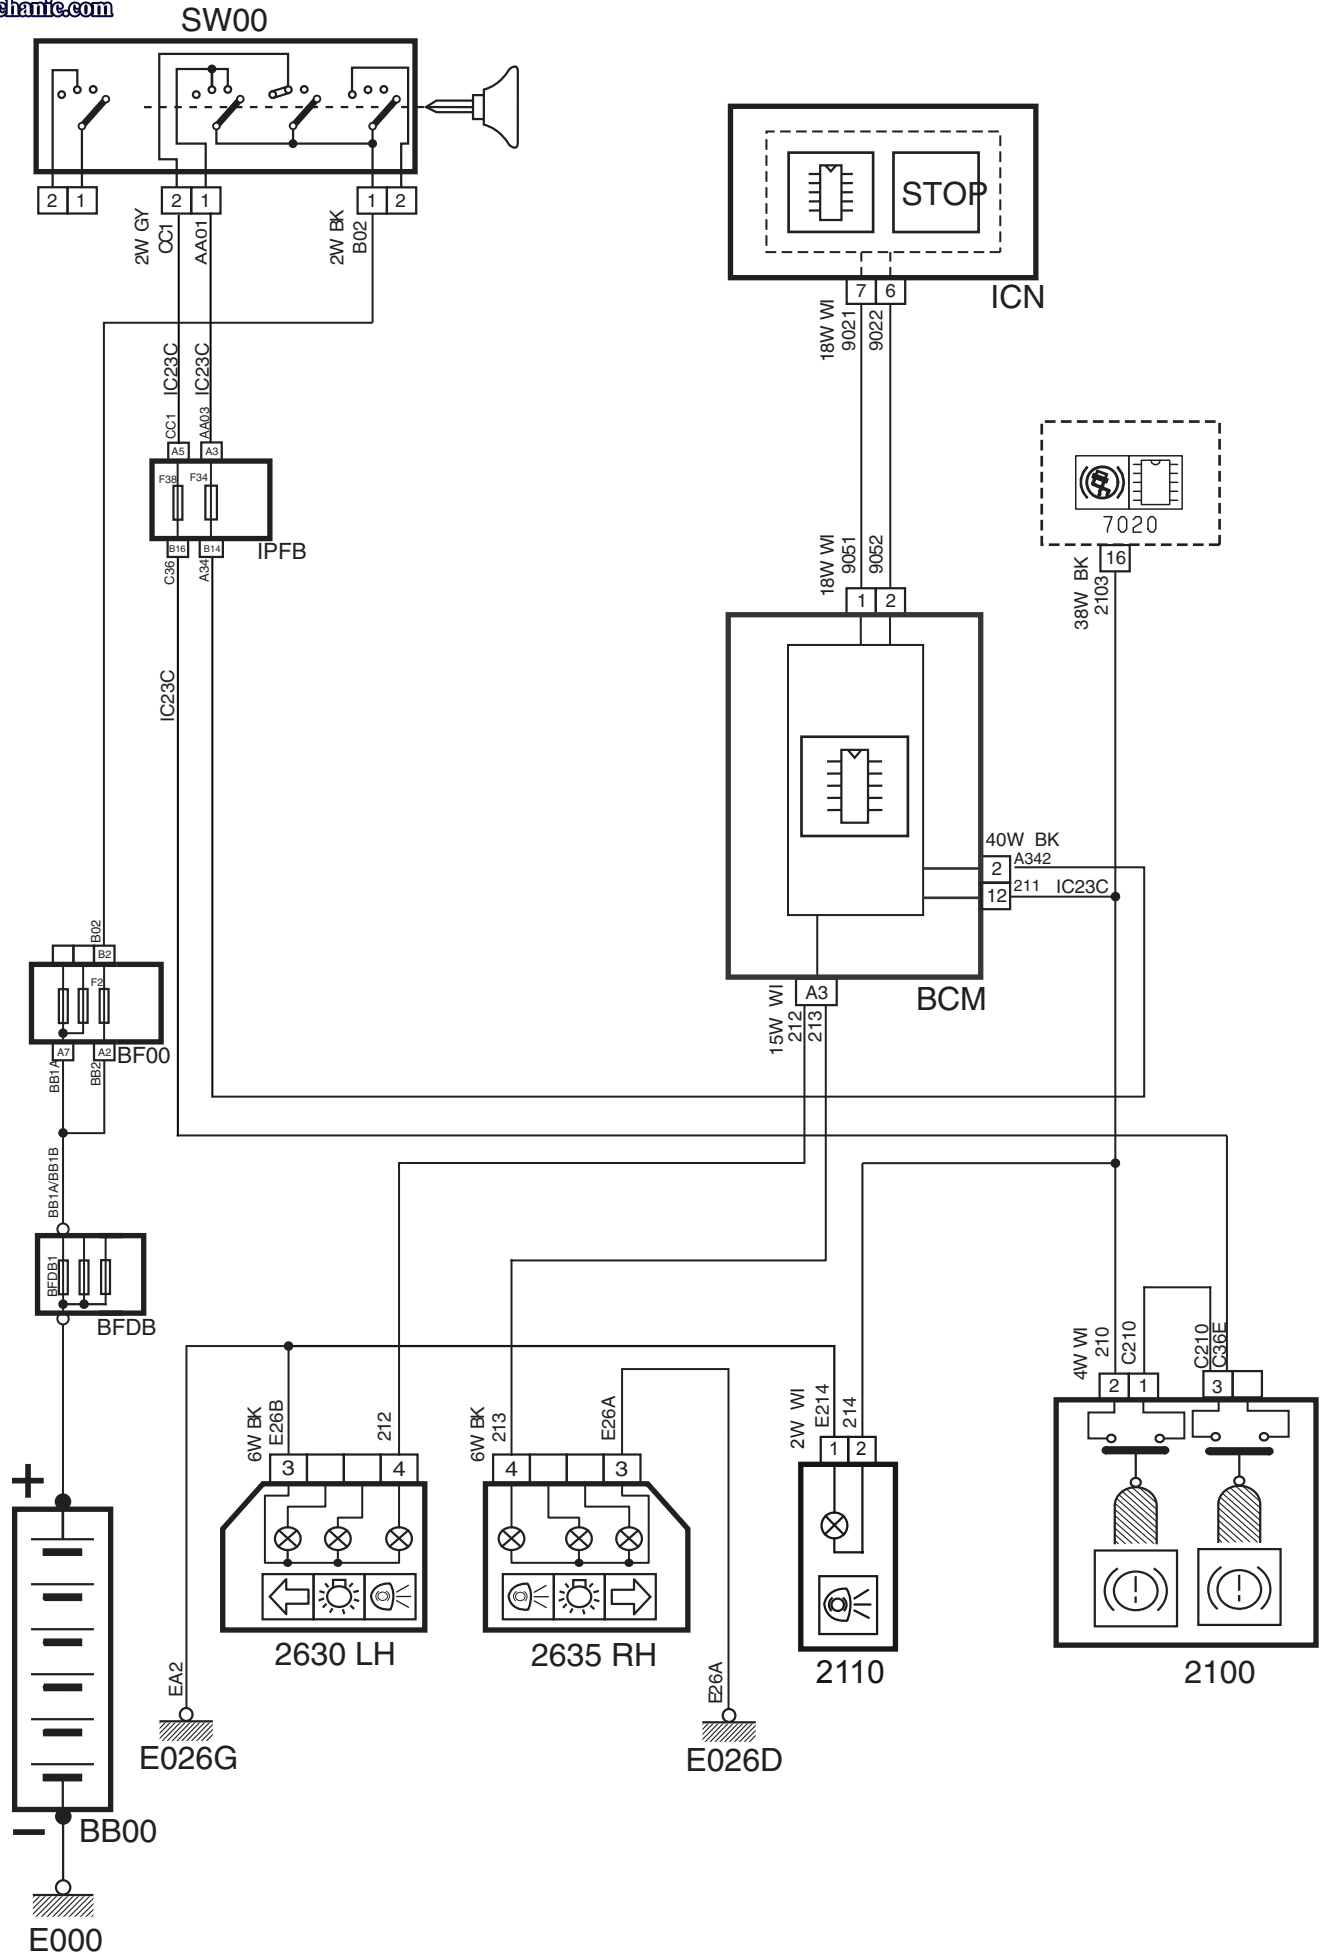 chanic.com
SW00
2 1
2 1
1 2
2W GY
CC1
AA01
2W BK
B02
STOP
ICN
7 6
18W WI
9021
9022
IC23C
IC23C
CC1
AA03
A5
A3
F38
F34
B16
B14
IPFB
C36
A34
IC23C
7020
16
38W BK
2103
18W WI
9051
9052
1 2
40W BK
2
A342
12
211
IC23C
A3
BCM
15W WI
212
213
B02
B2
F2
A7
A2
BF00
BB1A
BB2
BB1A/BB1B
BFDB1
BFDB
4W WI
210
C210
C210
C36E
2 1
3
6W BK
E26B
212
6W BK
213
E26A
2W WI
E214
214
3
4
4
3
1 2
+
2630 LH
2635 RH
2110
2100
EA2
E26A
E026G
E026D
−
BB00
E000